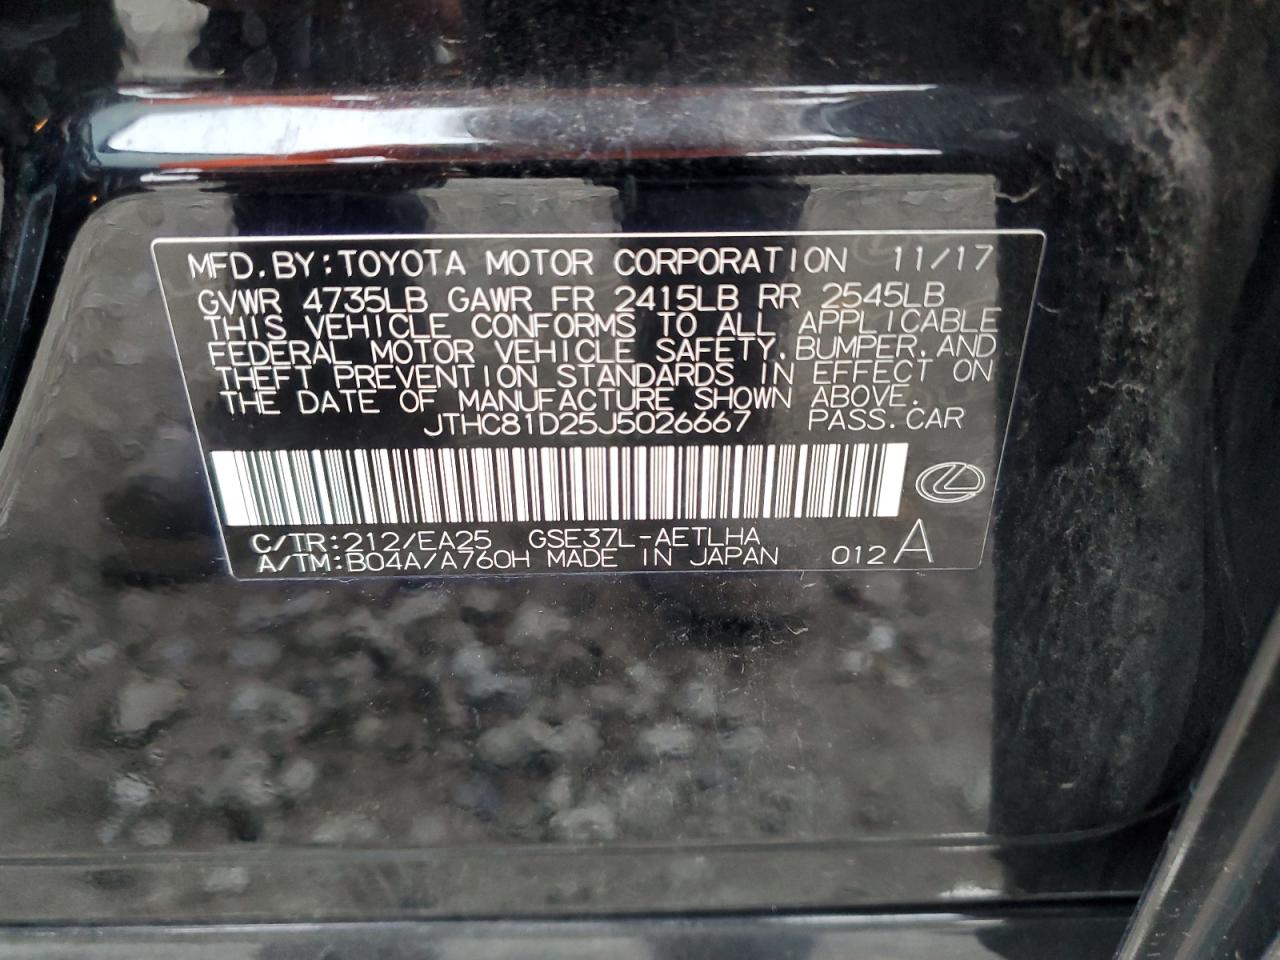 MFD.BY:TOYOTA MOTOR CORPORATION 11/17
GVWR 4735LB GAWR FR 2415LB RR 2545LB
THIS VEHICLE CONFORMS TO ALL APPLICABLE
FEDERAL MOTOR VEHICLE SAFETY, BUMPER, AND
THEFT PREVENTION STANDARDS IN EFFECT ON
THE DATE OF MANUFACTURE SHOWN ABOVE.
JTHC81D25J5026667 PASS.CAR
C/TR:212/EA25 GSE37L-AETLHA
A/TM:B04A/A760H MADE IN JAPAN 012 A